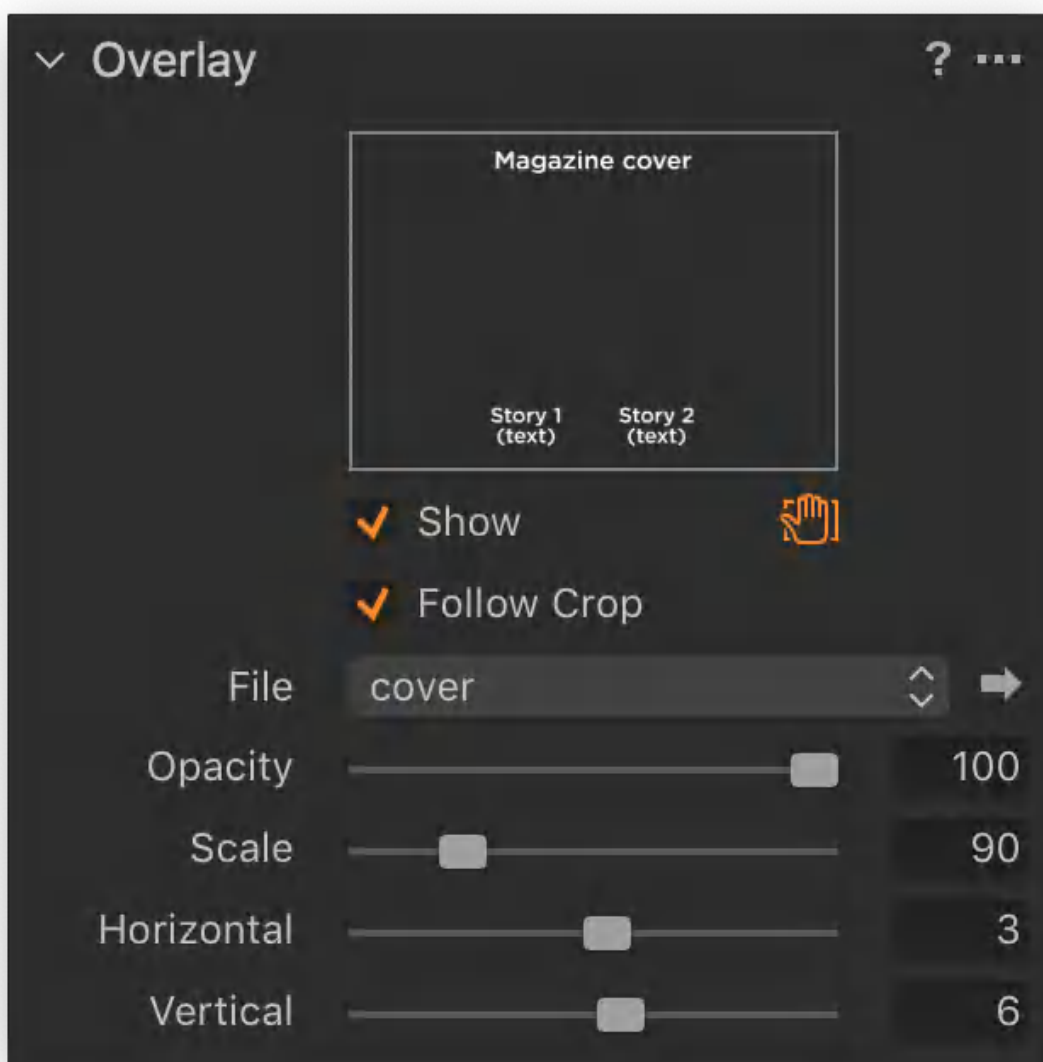 Overlay ? ...
Magazine cover
Story 1 Story 2
(text) (text)
Show
Follow Crop
File cover
Opacity 100
Scale 90
Horizontal 3
Vertical 6